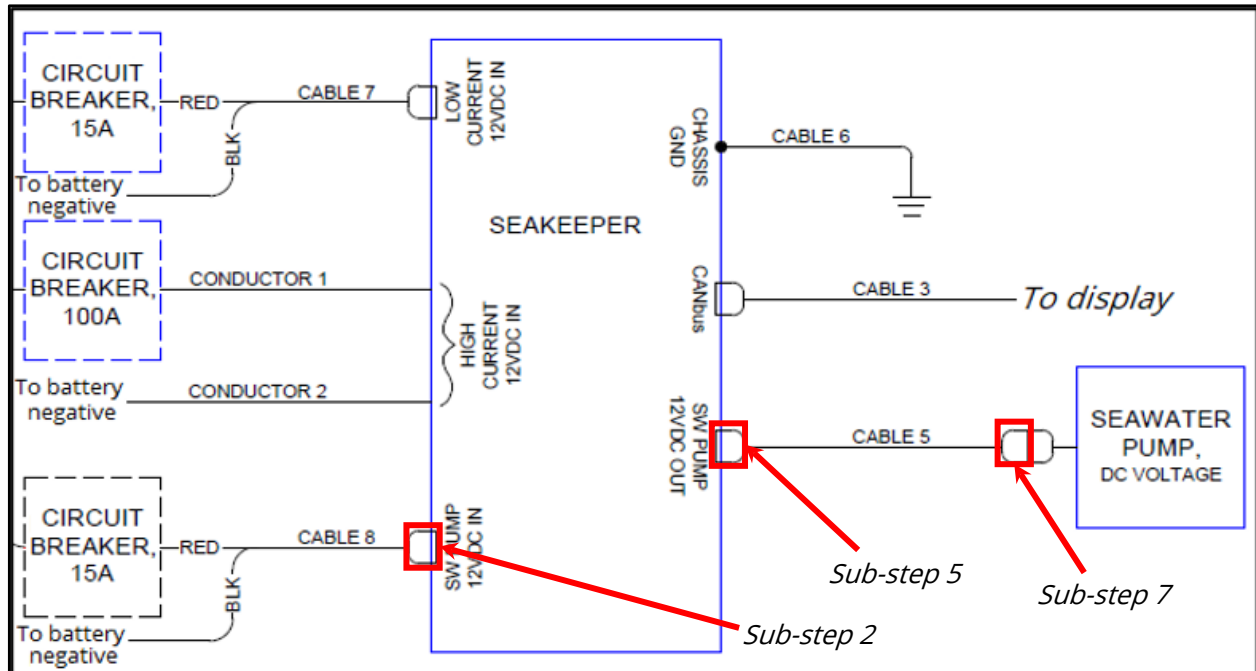 CIRCUIT
BREAKER,
15A
RED
BLK
CABLE 7
To battery
negative
LOW
CURRENT
12VDC IN
CIRCUIT
BREAKER,
100A
CONDUCTOR 1
CONDUCTOR 2
To battery
negative
HIGH
CURRENT
12VDC IN
CIRCUIT
BREAKER,
15A
RED
BLK
CABLE 8
To battery
negative
SW PUMP
12VDC IN
SEAKEEPER
CHASSIS
GND
CABLE 6
CANbus
CABLE 3
To display
SW PUMP
12VDC OUT
CABLE 5
SEAWATER
PUMP,
DC VOLTAGE
Sub-step 5
Sub-step 7
Sub-step 2